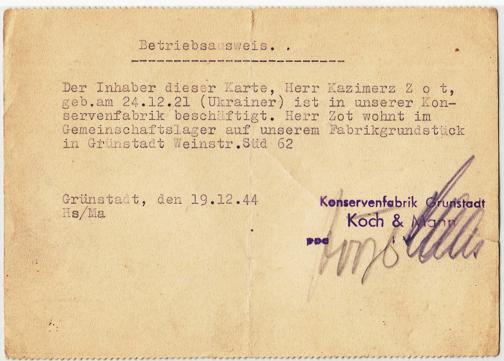 Betriebsausweis. .
Der Inhaber dieser Karte, Herr Kazimerz Z o t,
geb.am 24.12.21 (Ukrainer) ist in unserer Kon-
servenfabrik beschäftigt. Herr Zot wohnt im
Gemeinschaftslager auf unserem Fabrikgrundstück
in Grünstadt Weinstr.Süd 62
Grünstadt, den 19.12.44
Hs/Ma
Konservenfabrik Grunstadt
Koch & Mann
ppa